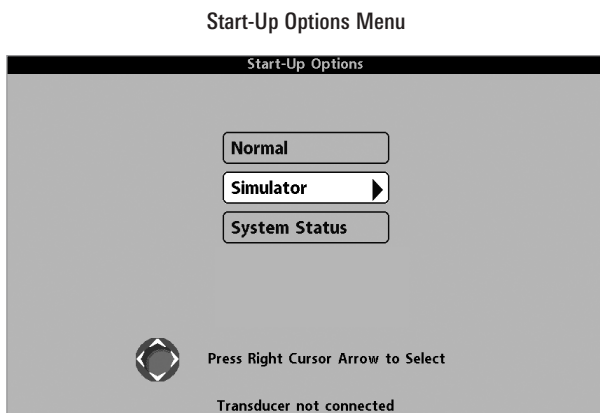 Start-Up Options Menu
Start-Up Options
Normal
Simulator
System Status
Press Right Cursor Arrow to Select
Transducer not connected